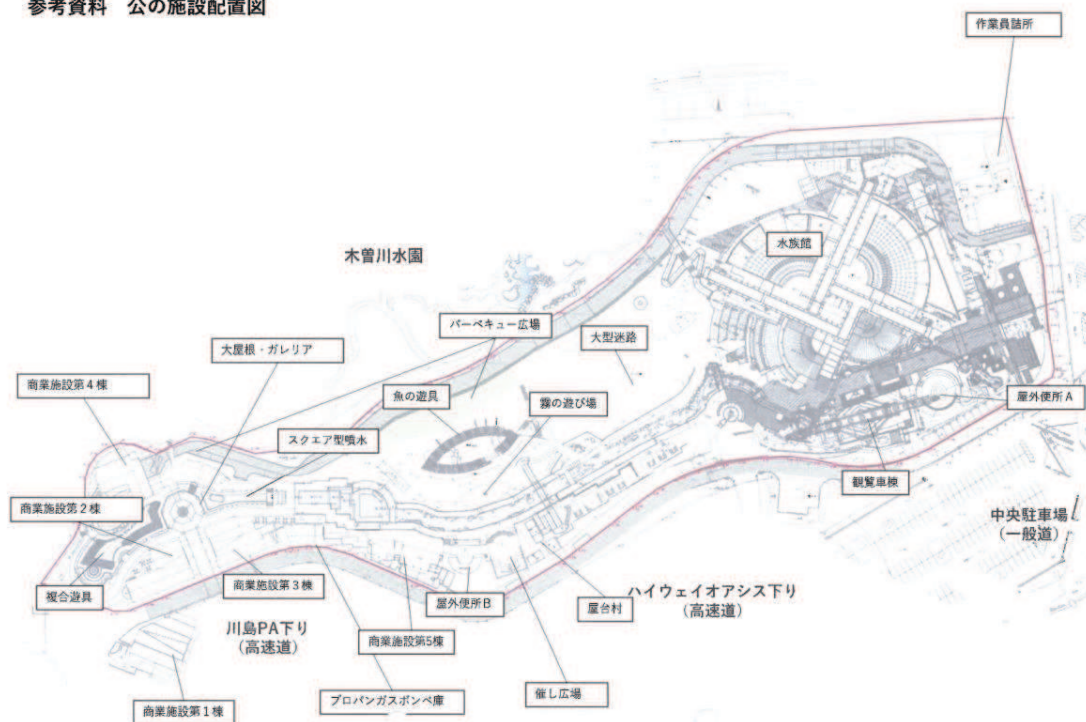 参考資料　公の施設配置図
作業員詰所
水族館
木曽川水園
バーベキュー広場
大型迷路
大屋根・ガレリア
商業施設第４棟
魚の遊具
霧の遊び場
屋外便所Ａ
スクエア型噴水
観覧車棟
商業施設第２棟
中央駐車場
（一般道）
複合遊具
商業施設第３棟
屋外便所Ｂ
屋台村
ハイウェイオアシス下り
（高速道）
川島PA下り
（高速道）
商業施設第5棟
プロパンガスボンベ庫
催し広場
商業施設第１棟